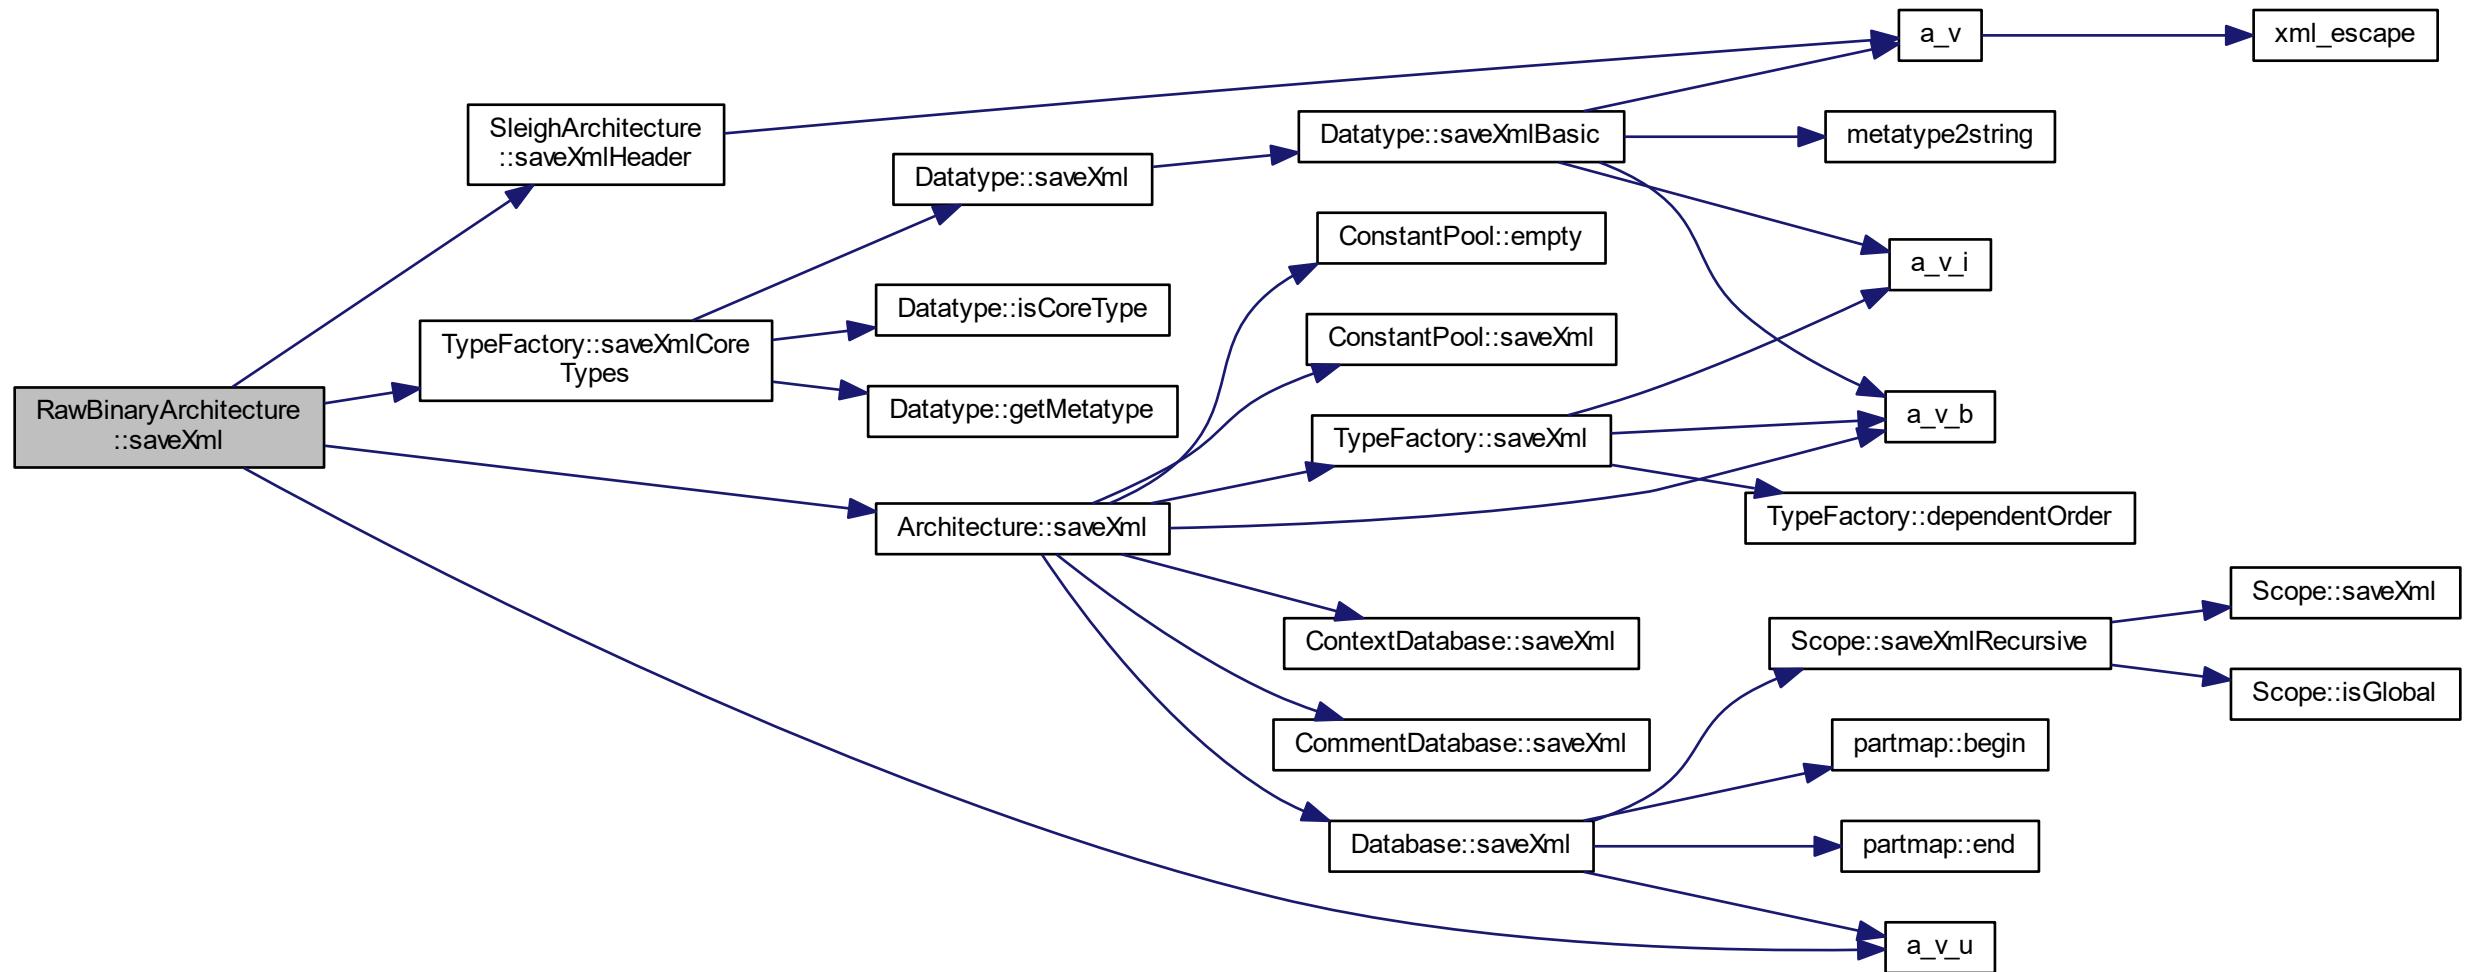 a_v
xml_escape
SleighArchitecture
::saveXmlHeader
Datatype::saveXmlBasic
metatype2string
Datatype::saveXml
ConstantPool::empty
a_v_i
Datatype::isCoreType
ConstantPool::saveXml
TypeFactory::saveXmlCore
Types
Datatype::getMetatype
RawBinaryArchitecture
::saveXml
a_v_b
TypeFactory::saveXml
TypeFactory::dependentOrder
Architecture::saveXml
Scope::saveXml
ContextDatabase::saveXml
Scope::saveXmlRecursive
Scope::isGlobal
CommentDatabase::saveXml
partmap::begin
Database::saveXml
partmap::end
a_v_u